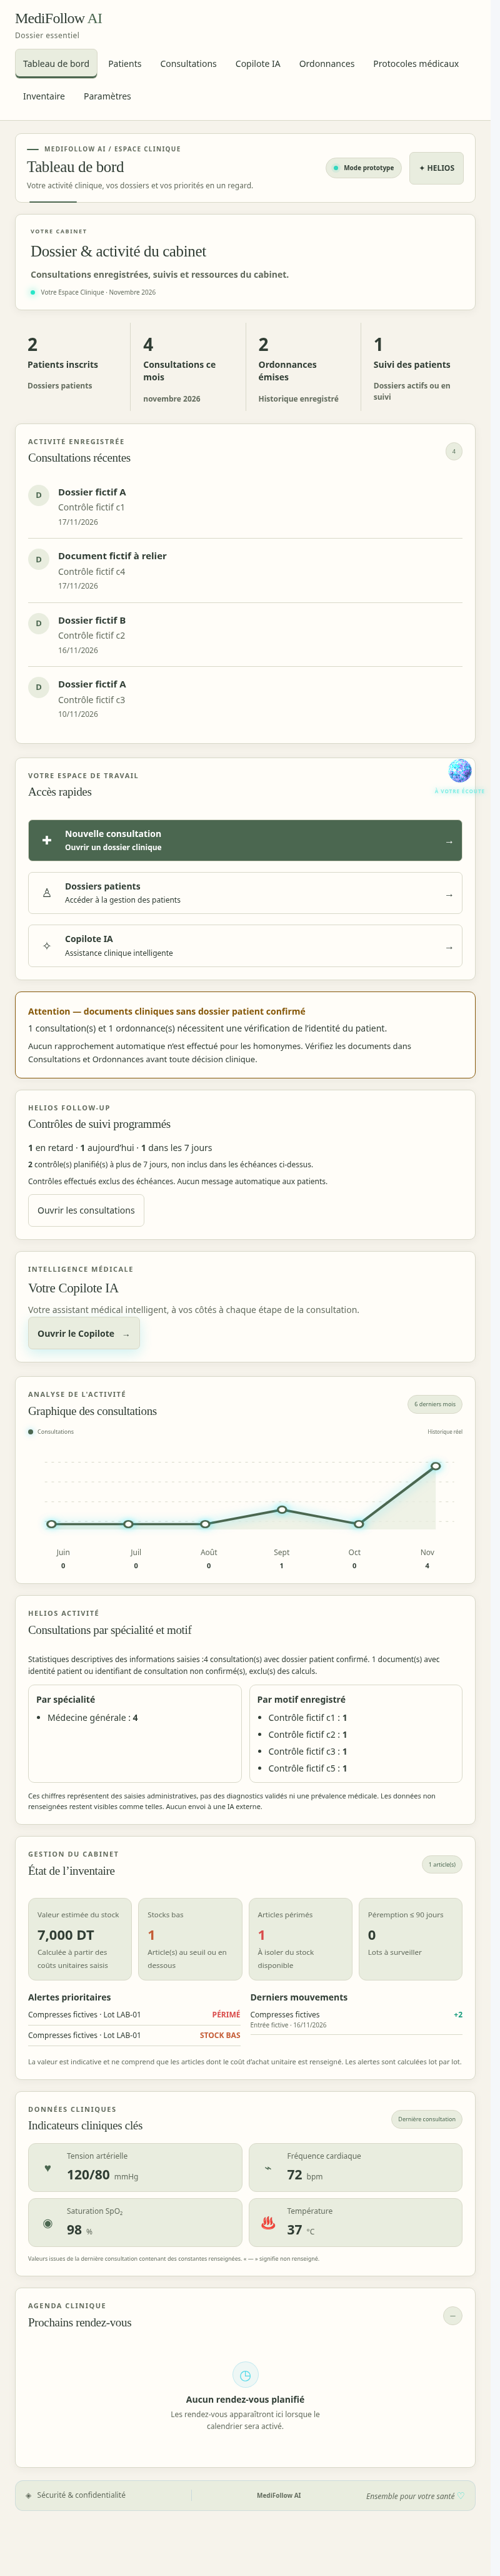 MediFollow AI
Dossier essentiel
Tableau de bord
Patients
Consultations
Copilote IA
Ordonnances
Protocoles médicaux
Inventaire
Paramètres
MEDIFOLLOW AI / ESPACE CLINIQUE
Tableau de bord
Votre activité clinique, vos dossiers et vos priorités en un regard.
Mode prototype
✦ HELIOS
VOTRE CABINET
Dossier & activité du cabinet
Consultations enregistrées, suivis et ressources du cabinet.
Votre Espace Clinique · Novembre 2026
2
Patients inscrits
Dossiers patients
4
Consultations ce
mois
novembre 2026
2
Ordonnances
émises
Historique enregistré
1
Suivi des patients
Dossiers actifs ou en
suivi
ACTIVITÉ ENREGISTRÉE
Consultations récentes
4
D
Dossier fictif A
Contrôle fictif c1
17/11/2026
D
Document fictif à relier
Contrôle fictif c4
17/11/2026
D
Dossier fictif B
Contrôle fictif c2
16/11/2026
D
Dossier fictif A
Contrôle fictif c3
10/11/2026
VOTRE ESPACE DE TRAVAIL
Accès rapides
À VOTRE ÉCOUTE
Nouvelle consultation
Ouvrir un dossier clinique
→
Dossiers patients
Accéder à la gestion des patients
→
Copilote IA
Assistance clinique intelligente
→
Attention — documents cliniques sans dossier patient confirmé
1 consultation(s) et 1 ordonnance(s) nécessitent une vérification de l'identité du patient.
Aucun rapprochement automatique n'est effectué pour les homonymes. Vérifiez les documents dans
Consultations et Ordonnances avant toute décision clinique.
HELIOS FOLLOW-UP
Contrôles de suivi programmés
1 en retard · 1 aujourd'hui · 1 dans les 7 jours
2 contrôle(s) planifié(s) à plus de 7 jours, non inclus dans les échéances ci-dessus.
Contrôles effectués exclus des échéances. Aucun message automatique aux patients.
Ouvrir les consultations
INTELLIGENCE MÉDICALE
Votre Copilote IA
Votre assistant médical intelligent, à vos côtés à chaque étape de la consultation.
Ouvrir le Copilote →
ANALYSE DE L'ACTIVITÉ
Graphique des consultations
6 derniers mois
Consultations
Historique réel
Juin Juil Août Sept Oct Nov
0 0 0 1 0 4
HELIOS ACTIVITÉ
Consultations par spécialité et motif
Statistiques descriptives des informations saisies :4 consultation(s) avec dossier patient confirmé. 1 document(s) avec
identité patient ou identifiant de consultation non confirmé(s), exclu(s) des calculs.
Par spécialité
• Médecine générale : 4
Par motif enregistré
• Contrôle fictif c1 : 1
• Contrôle fictif c2 : 1
• Contrôle fictif c3 : 1
• Contrôle fictif c5 : 1
Ces chiffres représentent des saisies administratives, pas des diagnostics validés ni une prévalence médicale. Les données non
renseignées restent visibles comme telles. Aucun envoi à une IA externe.
GESTION DU CABINET
État de l'inventaire
1 article(s)
Valeur estimée du stock
7,000 DT
Calculée à partir des
coûts unitaires saisis
Stocks bas
1
Article(s) au seuil ou en
dessous
Articles périmés
1
À isoler du stock
disponible
Péremption ≤ 90 jours
0
Lots à surveiller
Alertes prioritaires
Compresses fictives · Lot LAB-01 PÉRIMÉ
Compresses fictives · Lot LAB-01 STOCK BAS
Derniers mouvements
Compresses fictives +2
Entrée fictive · 16/11/2026
La valeur est indicative et ne comprend que les articles dont le coût d'achat unitaire est renseigné. Les alertes sont calculées lot par lot.
DONNÉES CLINIQUES
Indicateurs cliniques clés
Dernière consultation
Tension artérielle
120/80 mmHg
Fréquence cardiaque
72 bpm
Saturation SpO₂
98 %
Température
37 °C
Valeurs issues de la dernière consultation contenant des constantes renseignées. « — » signifie non renseigné.
AGENDA CLINIQUE
Prochains rendez-vous
—
Aucun rendez-vous planifié
Les rendez-vous apparaîtront ici lorsque le
calendrier sera activé.
Sécurité & confidentialité
MediFollow AI
Ensemble pour votre santé ♡